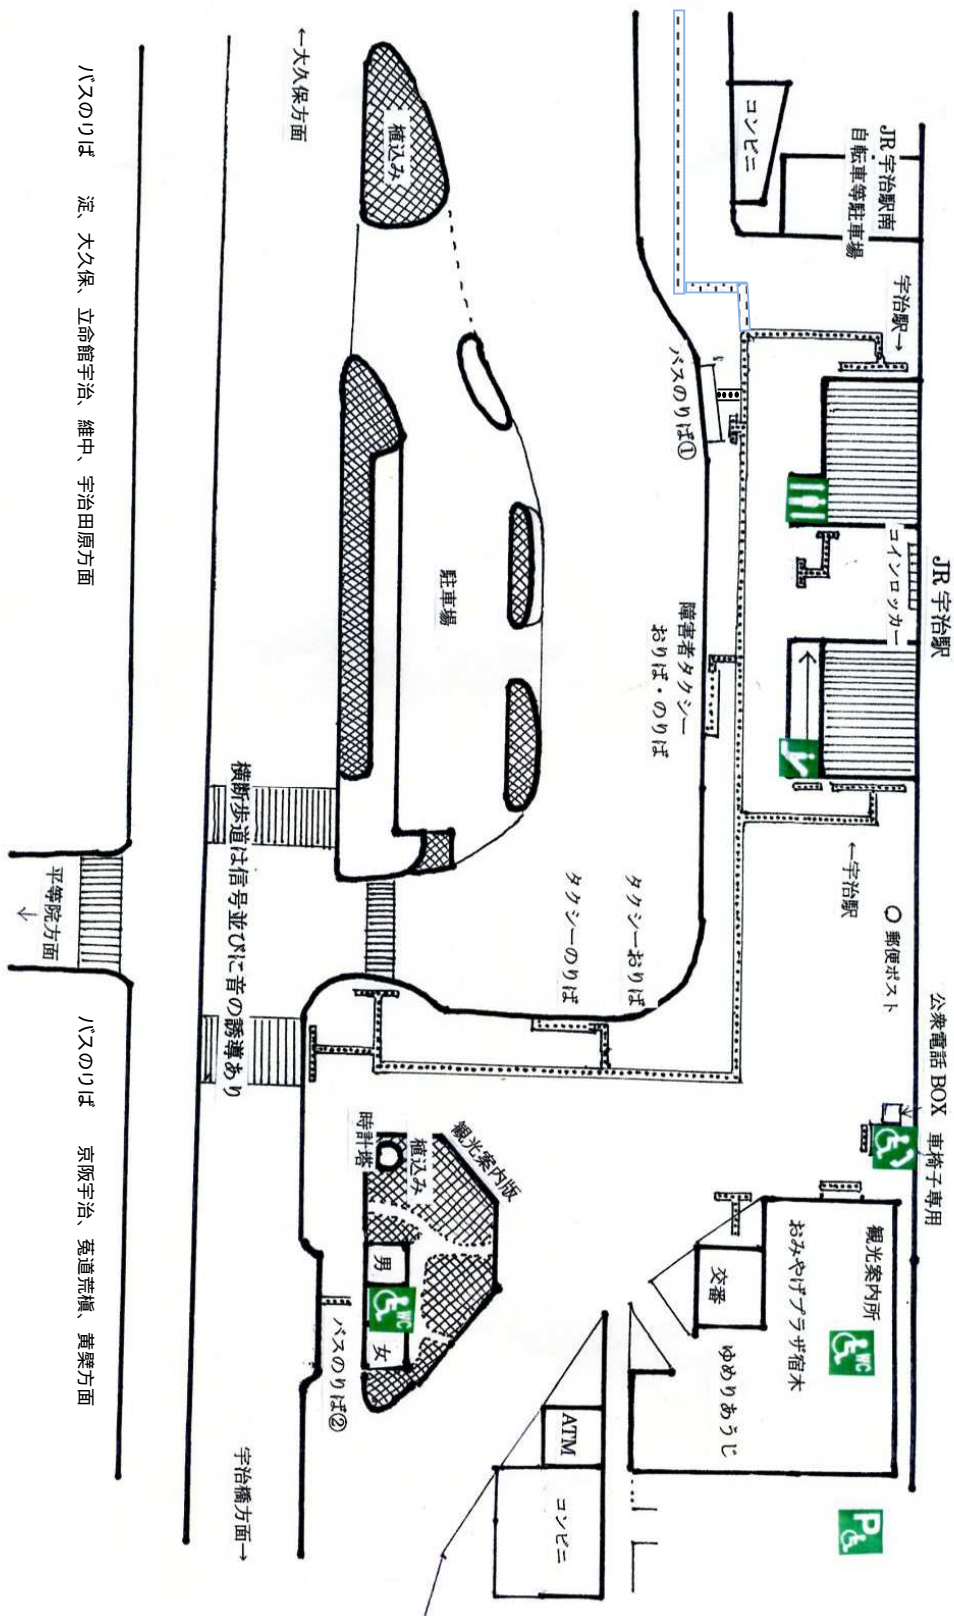 JR 宇治駅
公衆電話 BOX
車椅子専用
JR 宇治駅南
自転車等駐車場
コンビニ
宇治駅→
コインロッカー
←宇治駅
郵便ポスト
観光案内所
おみやげプラザ宿木
WC
交番
ゆめりあうじ
P
バスのりば①
障害者タクシー
おりば・のりば
タクシーおりば
タクシーのりば
←大久保方面
植込み
駐車場
観光案内版
植込み
時計塔
男
WC
女
ATM
コンビニ
バスのりば②
横断歩道は信号並びに音の誘導あり
宇治橋方面→
平等院方面
↓
バスのりば 淀、大久保、立命館宇治、維中、宇治田原方面
バスのりば 京阪宇治、菟道荒槇、黄檗方面